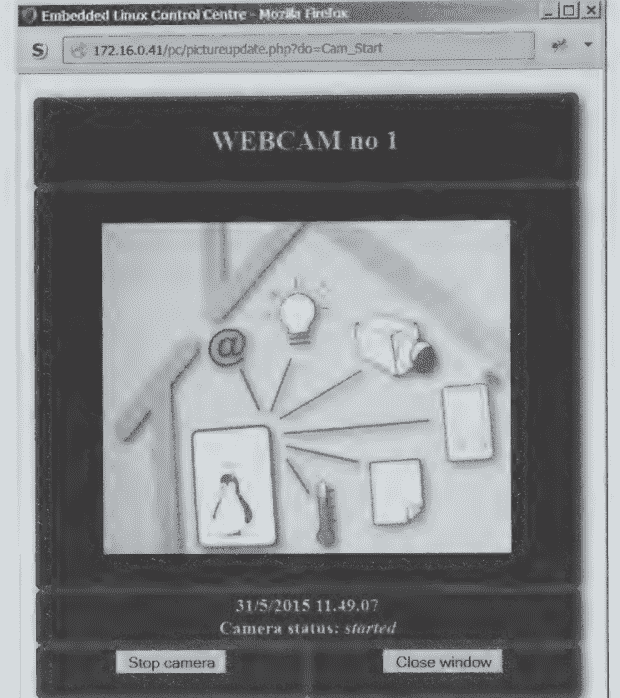 Embedded Linux Control Centre - Mozilla Firefox
172.16.0.41/pc/pictureupdate.php?do=Cam_Start
WEBCAM no 1
@
31/5/2015 11.49.07
Camera status: started
Stop camera
Close window